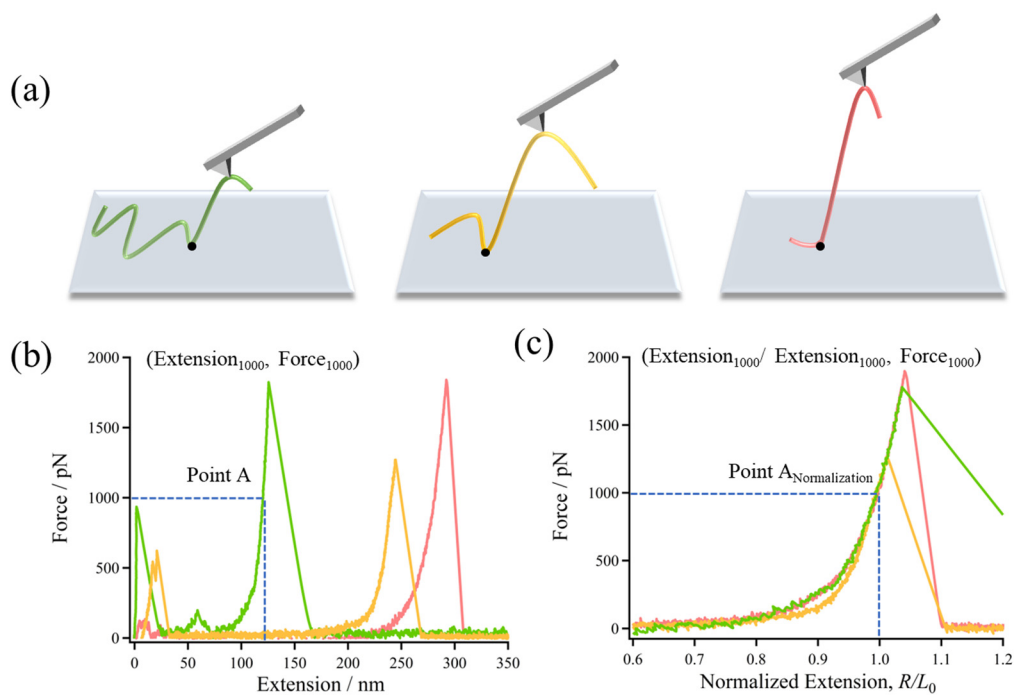 (a)
(b)
(Extension1000, Force1000)
2000
1500
1000
500
0
Force / pN
Point A
0 50 100 150 200 250 300 350
Extension / nm
(c)
(Extension1000/ Extension1000, Force1000)
2000
1500
1000
500
0
Force / pN
Point ANormalization
0.6 0.7 0.8 0.9 1.0 1.1 1.2
Normalized Extension, R/L0